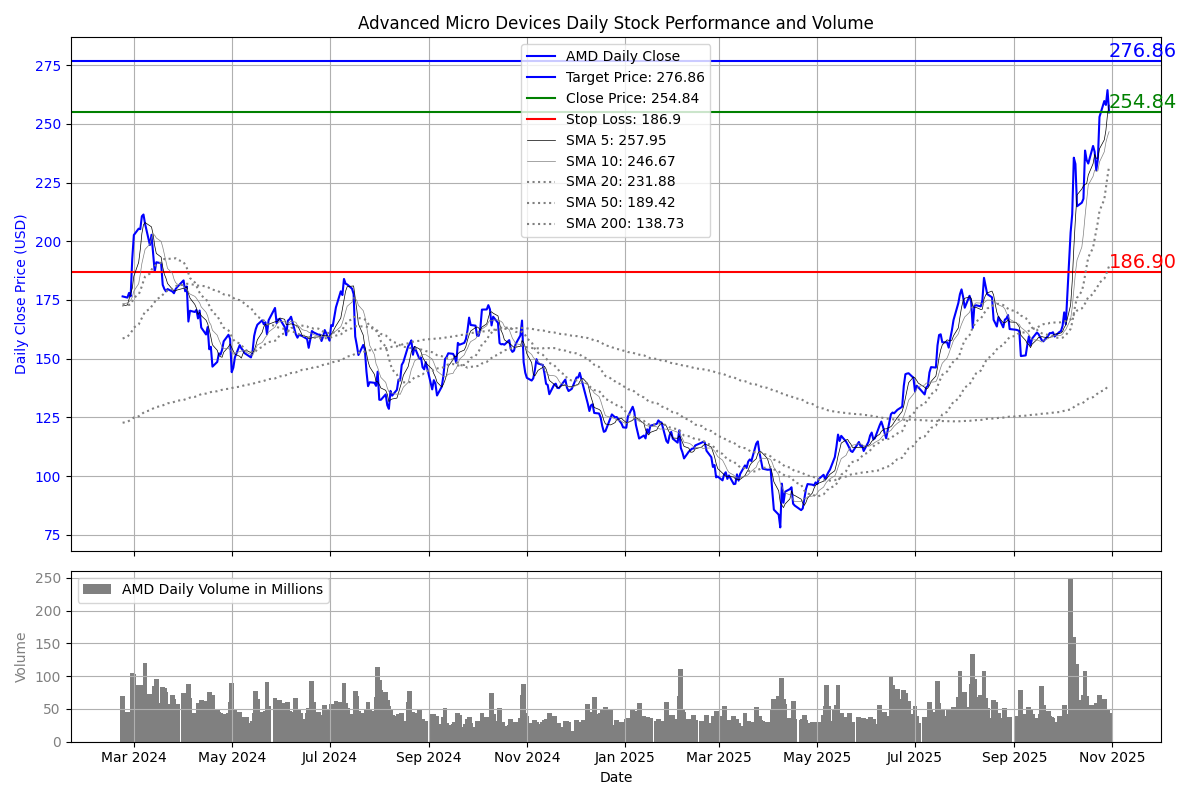 Advanced Micro Devices Daily Stock Performance and Volume
Daily Close Price (USD)
275
250
225
200
175
150
125
100
75
AMD Daily Close
Target Price: 276.86
Close Price: 254.84
Stop Loss: 186.9
SMA 5: 257.95
SMA 10: 246.67
SMA 20: 231.88
SMA 50: 189.42
SMA 200: 138.73
276.86
254.84
186.90
Volume
250
200
150
100
50
0
AMD Daily Volume in Millions
Mar 2024 May 2024 Jul 2024 Sep 2024 Nov 2024 Jan 2025 Mar 2025 May 2025 Jul 2025 Sep 2025 Nov 2025
Date